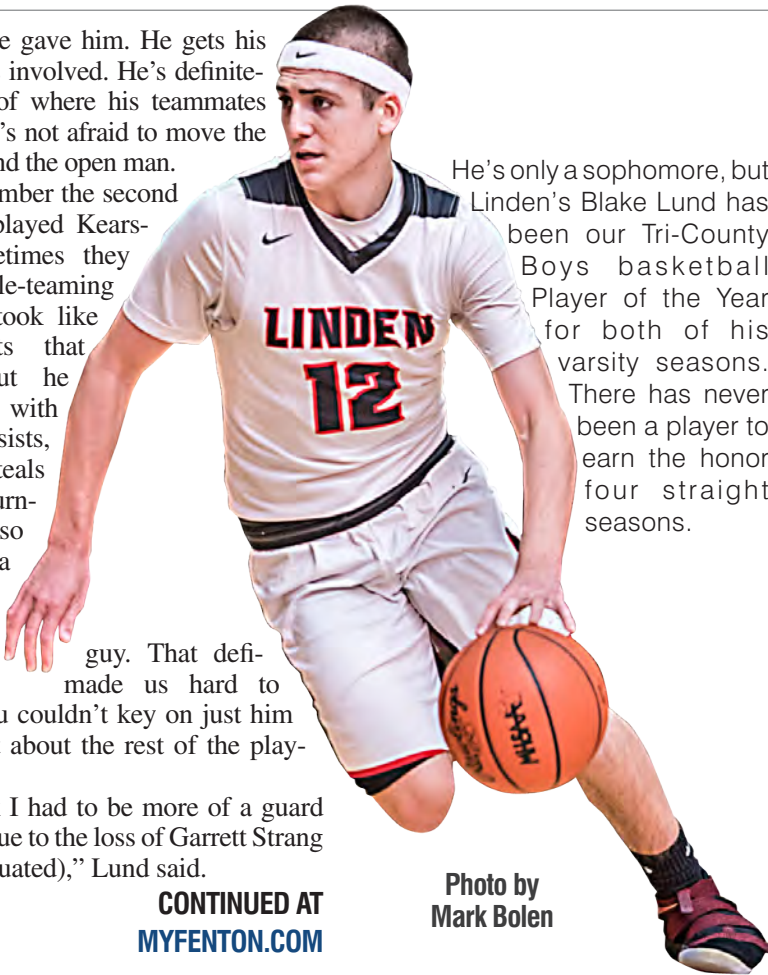 e gave him. He gets his
involved. He’s definite-
of where his teammates
’s not afraid to move the
nd the open man.
mber the second
played Kears-
etimes they
le-teaming
took like
ts that
ut he
with
sists,
teals
urn-
so
a
guy. That defi-
made us hard to
u couldn’t key on just him
t about the rest of the play-
I had to be more of a guard
ue to the loss of Garrett Strang
uated),” Lund said.
CONTINUED AT
MYFENTON.COM
LINDEN
12
MHSAA
He’s only a sophomore, but
Linden’s Blake Lund has
been our Tri-County
Boys basketball
Player of the Year
for both of his
varsity seasons.
There has never
been a player to
earn the honor
four straight
seasons.
Photo by
Mark Bolen